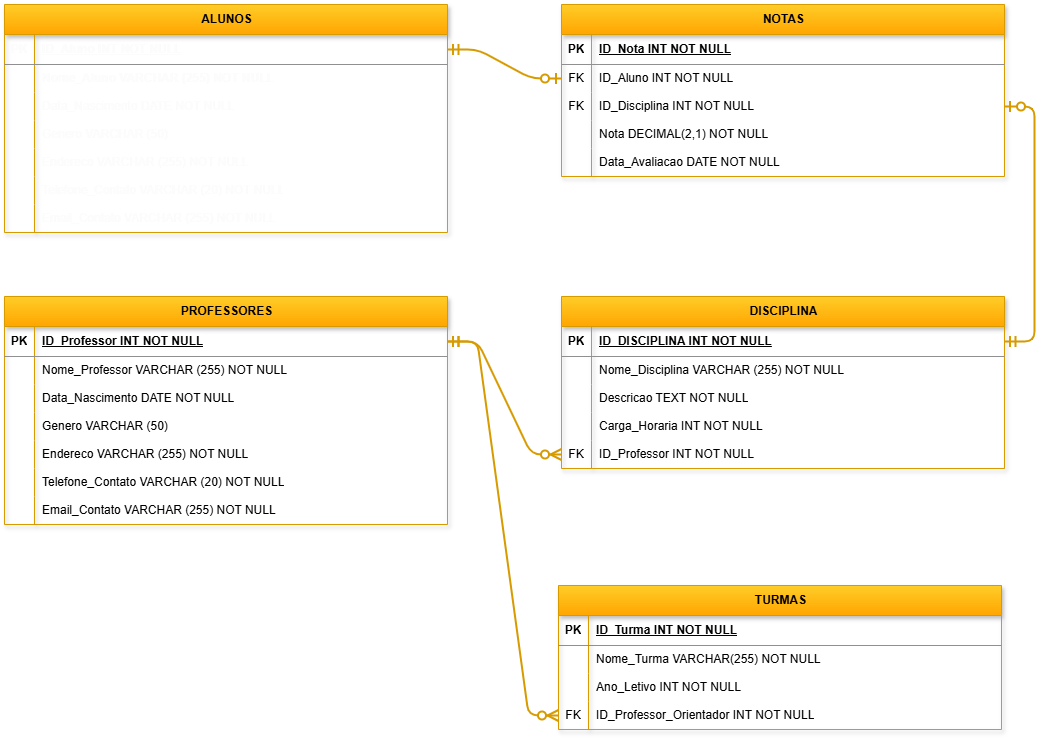 ALUNOS
NOTAS
PK ID_Nota INT NOT NULL
FK ID_Aluno INT NOT NULL
FK ID_Disciplina INT NOT NULL
Nota DECIMAL(2,1) NOT NULL
Data_Avaliacao DATE NOT NULL
PROFESSORES
PK ID_Professor INT NOT NULL
Nome_Professor VARCHAR (255) NOT NULL
Data_Nascimento DATE NOT NULL
Genero VARCHAR (50)
Endereco VARCHAR (255) NOT NULL
Telefone_Contato VARCHAR (20) NOT NULL
Email_Contato VARCHAR (255) NOT NULL
DISCIPLINA
PK ID_DISCIPLINA INT NOT NULL
Nome_Disciplina VARCHAR (255) NOT NULL
Descricao TEXT NOT NULL
Carga_Horaria INT NOT NULL
FK ID_Professor INT NOT NULL
TURMAS
PK ID_Turma INT NOT NULL
Nome_Turma VARCHAR(255) NOT NULL
Ano_Letivo INT NOT NULL
FK ID_Professor_Orientador INT NOT NULL